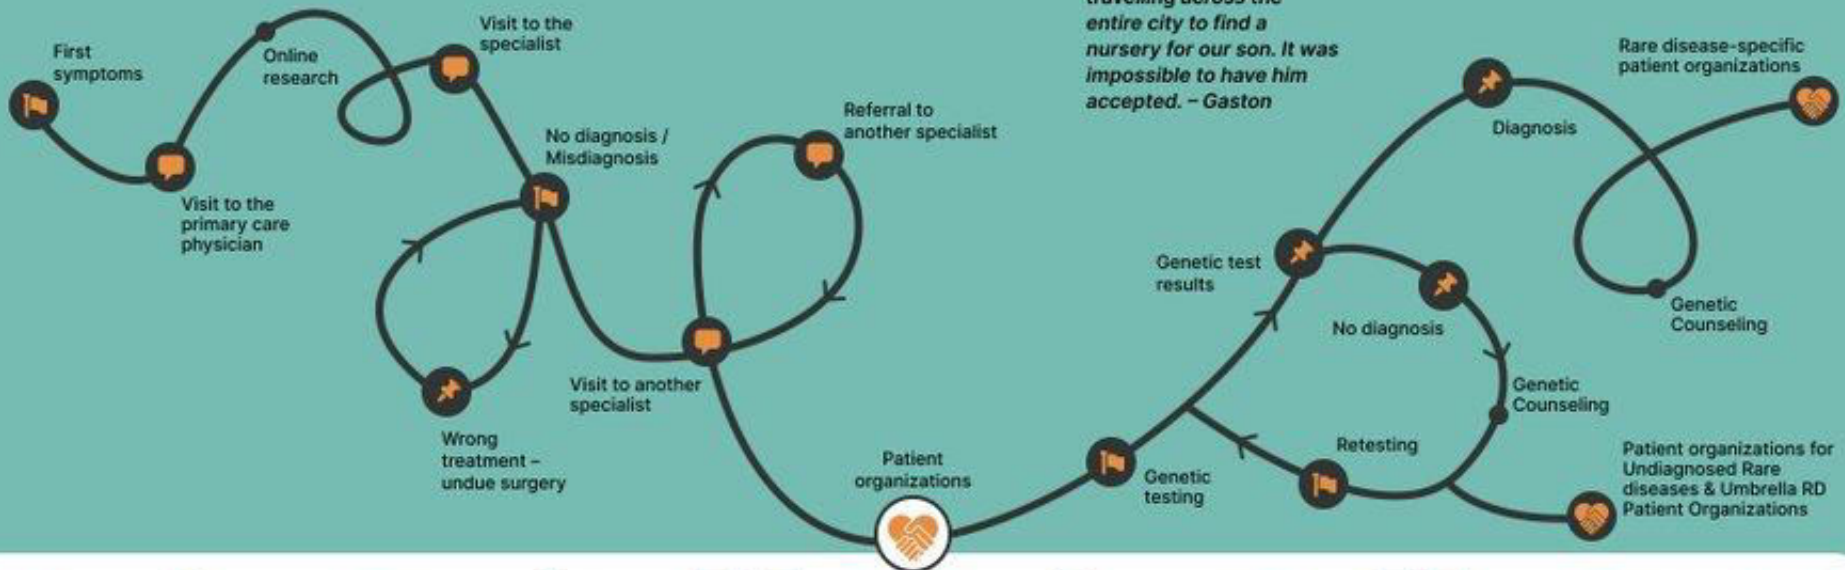 First
symptoms
Visit to the
primary care
physician
Online
research
Visit to the
specialist
No diagnosis /
Misdiagnosis
Wrong
treatment –
undue surgery
Visit to another
specialist
Referral to
another specialist
Patient
organizations
travelling across the
entire city to find a
nursery for our son. It was
impossible to have him
accepted. – Gaston
Genetic
testing
Genetic test
results
No diagnosis
Genetic
Counseling
Retesting
Patient organizations for
Undiagnosed Rare
diseases & Umbrella RD
Patient Organizations
Diagnosis
Genetic
Counseling
Rare disease-specific
patient organizations